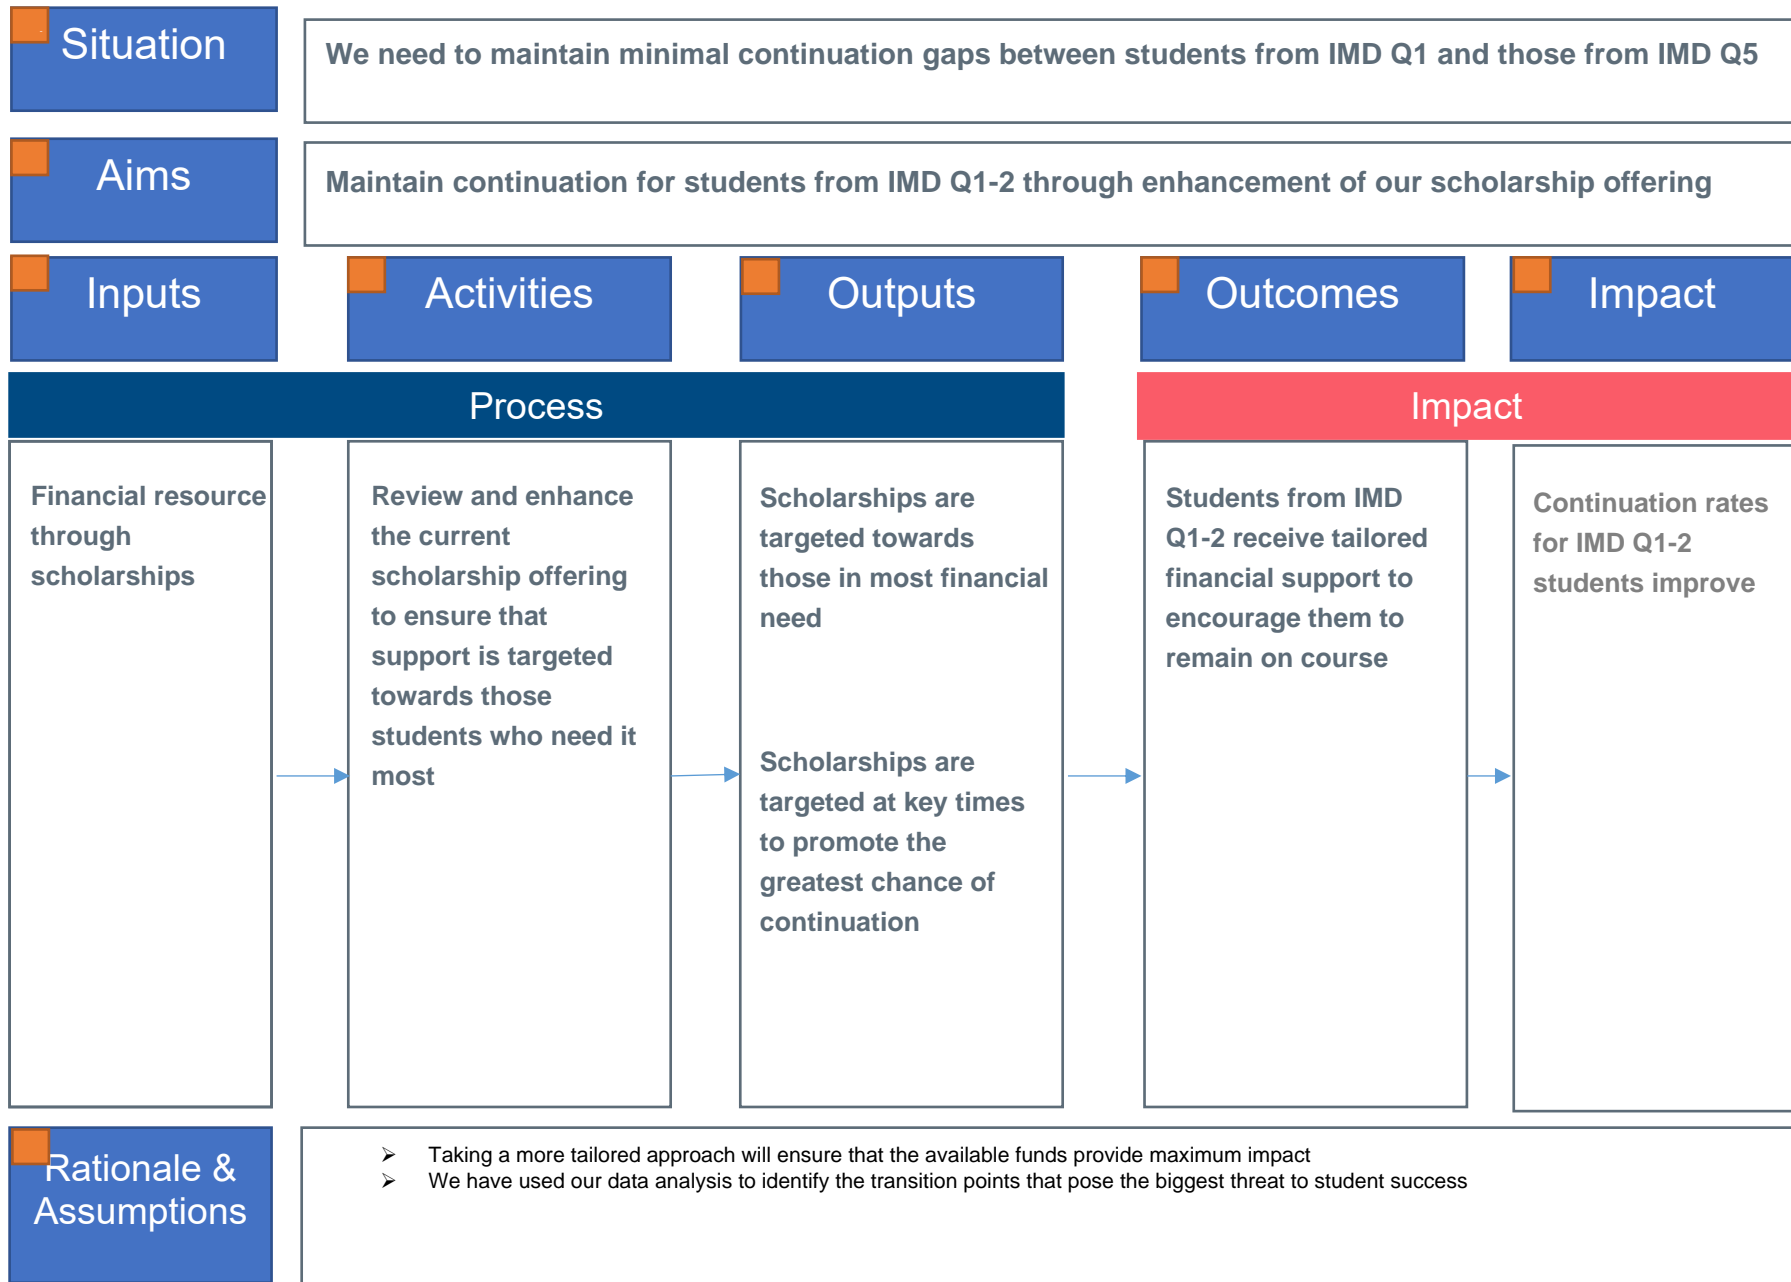 Situation
We need to maintain minimal continuation gaps between students from IMD Q1 and those from IMD Q5
Aims
Maintain continuation for students from IMD Q1-2 through enhancement of our scholarship offering
Inputs
Activities
Outputs
Outcomes
Impact
Process
Impact
Financial resource
through
scholarships
Review and enhance
the current
scholarship offering
to ensure that
support is targeted
towards those
students who need it
most
Scholarships are
targeted towards
those in most financial
need
Scholarships are
targeted at key times
to promote the
greatest chance of
continuation
Students from IMD
Q1-2 receive tailored
financial support to
encourage them to
remain on course
Continuation rates
for IMD Q1-2
students improve
Rationale &
Assumptions
➢ Taking a more tailored approach will ensure that the available funds provide maximum impact
➢ We have used our data analysis to identify the transition points that pose the biggest threat to student success